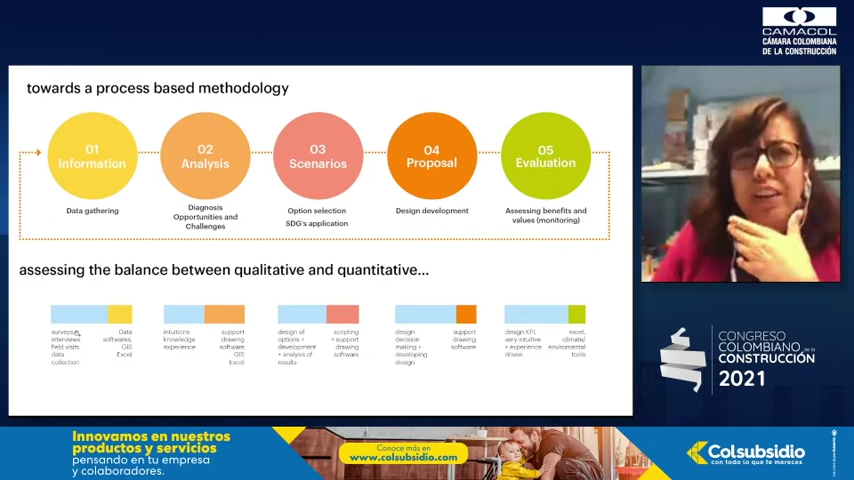 CAMACOL
CÁMARA COLOMBIANA
DE LA CONSTRUCCIÓN
towards a process based methodology
01
Information
02
Analysis
03
Scenarios
04
Proposal
05
Evaluation
Data gathering
Diagnosis
Opportunities and
Challenges
Option selection
SDG's application
Design development
Assessing benefits and
values (monitoring)
assessing the balance between qualitative and quantitative...
surveys
interviews
field visits
data
collection
Data
softwares,
GIS
Excel
intuitions
knowledge
experience
support
drawing
software
GIS
Excel
design of
options +
development
+ analysis of
results
scripting
+ support
drawing
software
design
decision
making +
developing
design
support
drawing
software
design KPI,
very intuitive
+ experience
driven
excel,
climate/
enviromental
tools
CONGRESO
COLOMBIANO de la
CONSTRUCCIÓN
2021
Innovamos en nuestros
productos y servicios
pensando en tu empresa
y colaboradores.
Conoce más en
www.colsubsidio.com
Colsubsidio
con todo lo que te mereces